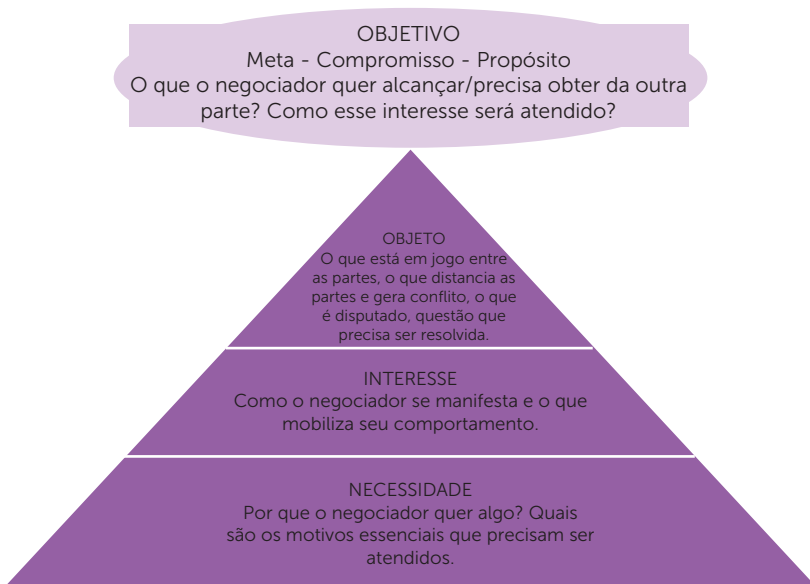 OBJETIVO
Meta - Compromisso - Propósito
O que o negociador quer alcançar/precisa obter da outra
parte? Como esse interesse será atendido?
OBJETO
O que está em jogo entre
as partes, o que distancia as
partes e gera conflito, o que
é disputado, questão que
precisa ser resolvida.
INTERESSE
Como o negociador se manifesta e o que
mobiliza seu comportamento.
NECESSIDADE
Por que o negociador quer algo? Quais
são os motivos essenciais que precisam ser
atendidos.